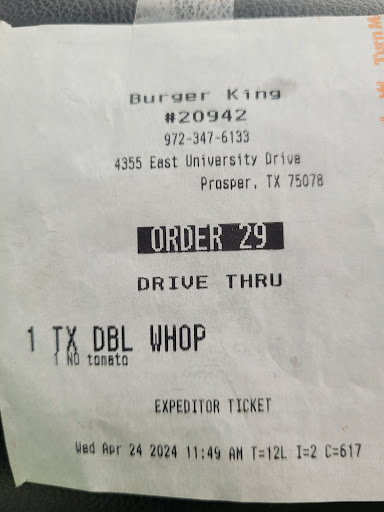 Burger King
#20942
972-347-6133
4355 East University Drive
Prosper, TX 75078
ORDER 29
DRIVE THRU
1 TX DBL WHOP
1 NO tomato
EXPEDITOR TICKET
Wed Apr 24 2024 11:49 AM T=12L I=2 C=617